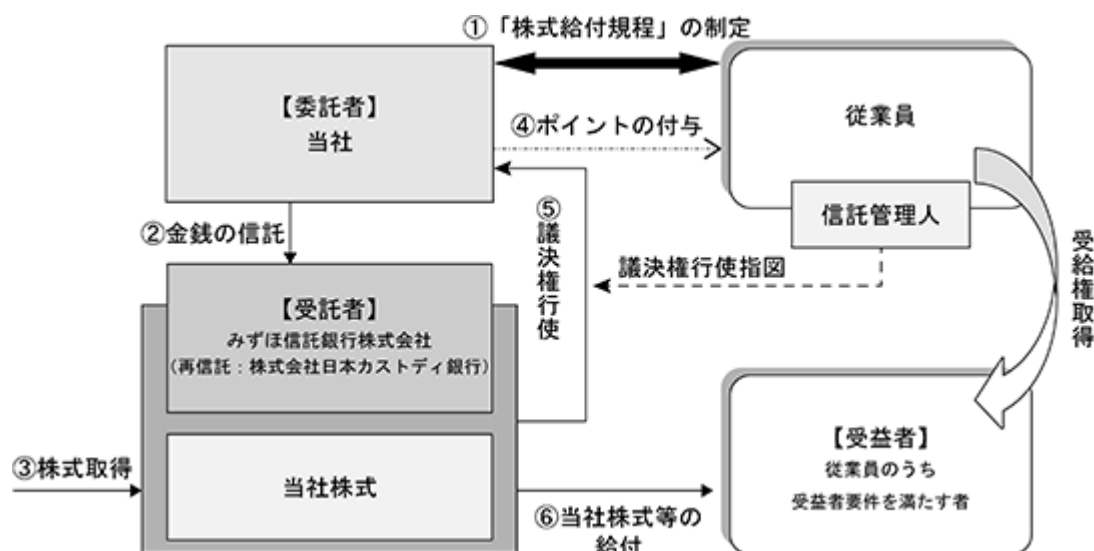 ①「株式給付規程」の制定
【委託者】
当社
従業員
④ポイントの付与
信託管理人
②金銭の信託
⑤議決権行使
議決権行使指図
受給権取得
【受託者】
みずほ信託銀行株式会社
(再信託：株式会社日本カストディ銀行)
③株式取得
当社株式
【受益者】
従業員のうち
受益者要件を満たす者
⑥当社株式等の
給付